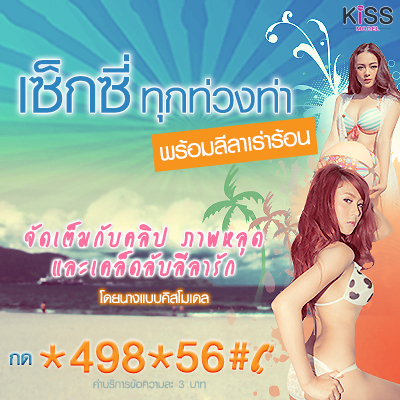 KiSS
MODEL
เซ็กซี่ ทุกท่วงท่า
พร้อมลีลาเร่าร้อน
จัดเต็มกับคลิป ภาพหลุด
และเคล็ดลับลีลารัก
โดยนางแบบคิสโมเดล
กด *498*56#
ค่าบริการข้อความละ 3 บาท